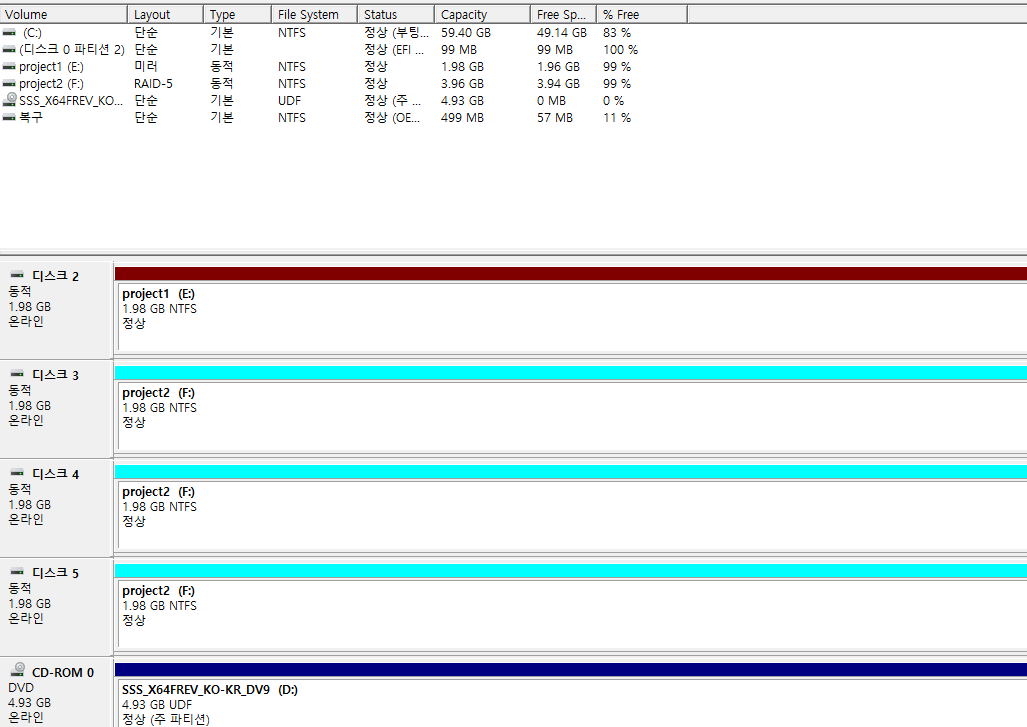 Volume Layout Type File System Status Capacity Free Sp... % Free
(C:) 단순 기본 NTFS 정상 (부팅... 59.40 GB 49.14 GB 83 %
(디스크 0 파티션 2) 단순 기본 정상 (EFI ... 99 MB 99 MB 100 %
project1 (E:) 미러 동적 NTFS 정상 1.98 GB 1.96 GB 99 %
project2 (F:) RAID-5 동적 NTFS 정상 3.96 GB 3.94 GB 99 %
SSS_X64FREV_KO... 단순 기본 UDF 정상 (주 ... 4.93 GB 0 MB 0 %
복구 단순 기본 NTFS 정상 (OE... 499 MB 57 MB 11 %
디스크 2
동적
1.98 GB
온라인
project1 (E:)
1.98 GB NTFS
정상
디스크 3
동적
1.98 GB
온라인
project2 (F:)
1.98 GB NTFS
정상
디스크 4
동적
1.98 GB
온라인
project2 (F:)
1.98 GB NTFS
정상
디스크 5
동적
1.98 GB
온라인
project2 (F:)
1.98 GB NTFS
정상
CD-ROM 0
DVD
4.93 GB
온라인
SSS_X64FREV_KO-KR_DV9 (D:)
4.93 GB UDF
정상 (주 파티션)